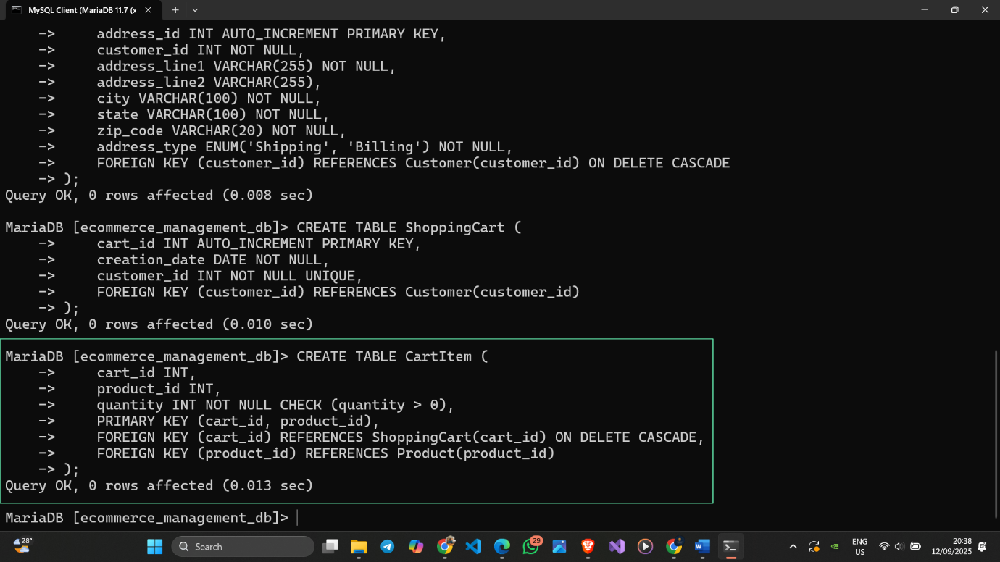 MySQL Client (MariaDB 11.7 (x
-> address_id INT AUTO_INCREMENT PRIMARY KEY,
-> customer_id INT NOT NULL,
-> address_line1 VARCHAR(255) NOT NULL,
-> address_line2 VARCHAR(255),
-> city VARCHAR(100) NOT NULL,
-> state VARCHAR(100) NOT NULL,
-> zip_code VARCHAR(20) NOT NULL,
-> address_type ENUM('Shipping', 'Billing') NOT NULL,
-> FOREIGN KEY (customer_id) REFERENCES Customer(customer_id) ON DELETE CASCADE
-> );
Query OK, 0 rows affected (0.008 sec)
MariaDB [ecommerce_management_db]> CREATE TABLE ShoppingCart (
-> cart_id INT AUTO_INCREMENT PRIMARY KEY,
-> creation_date DATE NOT NULL,
-> customer_id INT NOT NULL UNIQUE,
-> FOREIGN KEY (customer_id) REFERENCES Customer(customer_id)
-> );
Query OK, 0 rows affected (0.010 sec)
MariaDB [ecommerce_management_db]> CREATE TABLE CartItem (
-> cart_id INT,
-> product_id INT,
-> quantity INT NOT NULL CHECK (quantity > 0),
-> PRIMARY KEY (cart_id, product_id),
-> FOREIGN KEY (cart_id) REFERENCES ShoppingCart(cart_id) ON DELETE CASCADE,
-> FOREIGN KEY (product_id) REFERENCES Product(product_id)
-> );
Query OK, 0 rows affected (0.013 sec)
MariaDB [ecommerce_management_db]>
28°
Search
29
ENG
US
20:38
12/09/2025